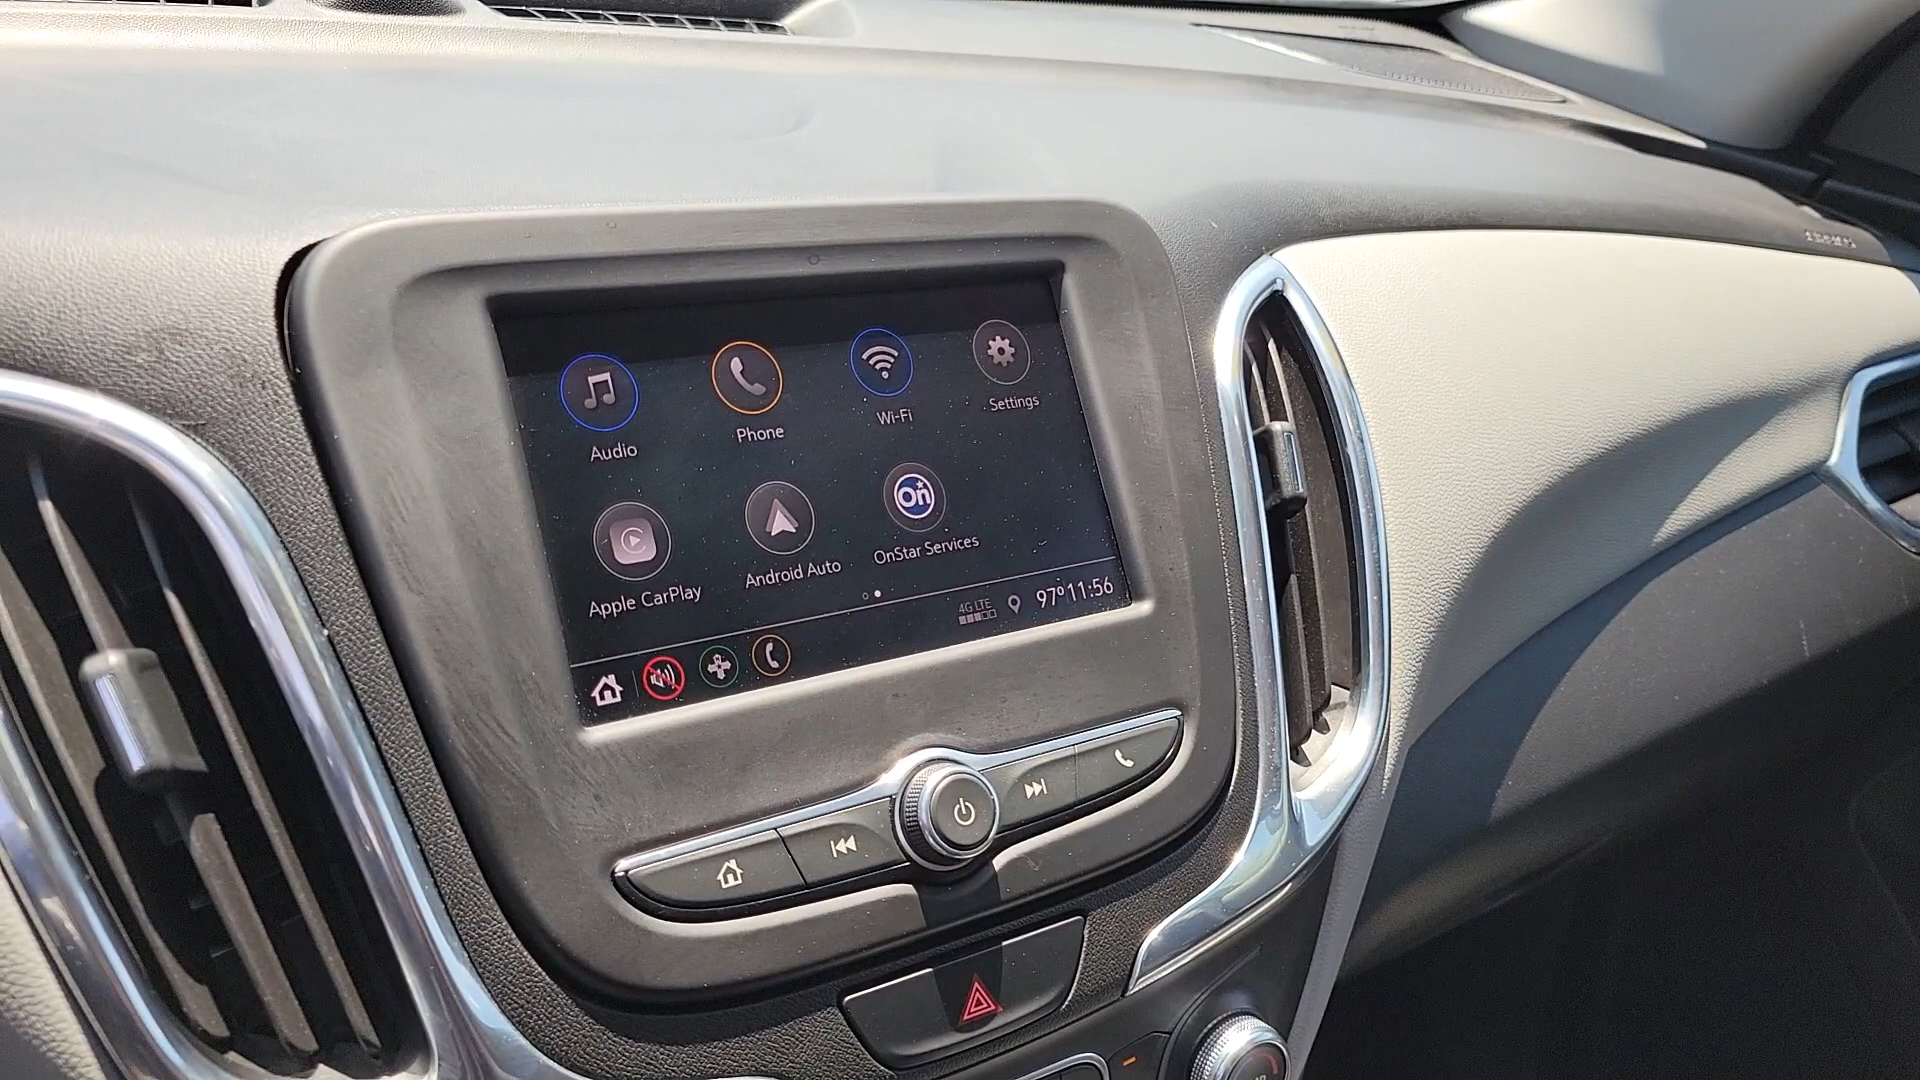 Audio
Phone
Wi-Fi
Settings
Apple CarPlay
Android Auto
On
OnStar Services
4G LTE
97° 11:56